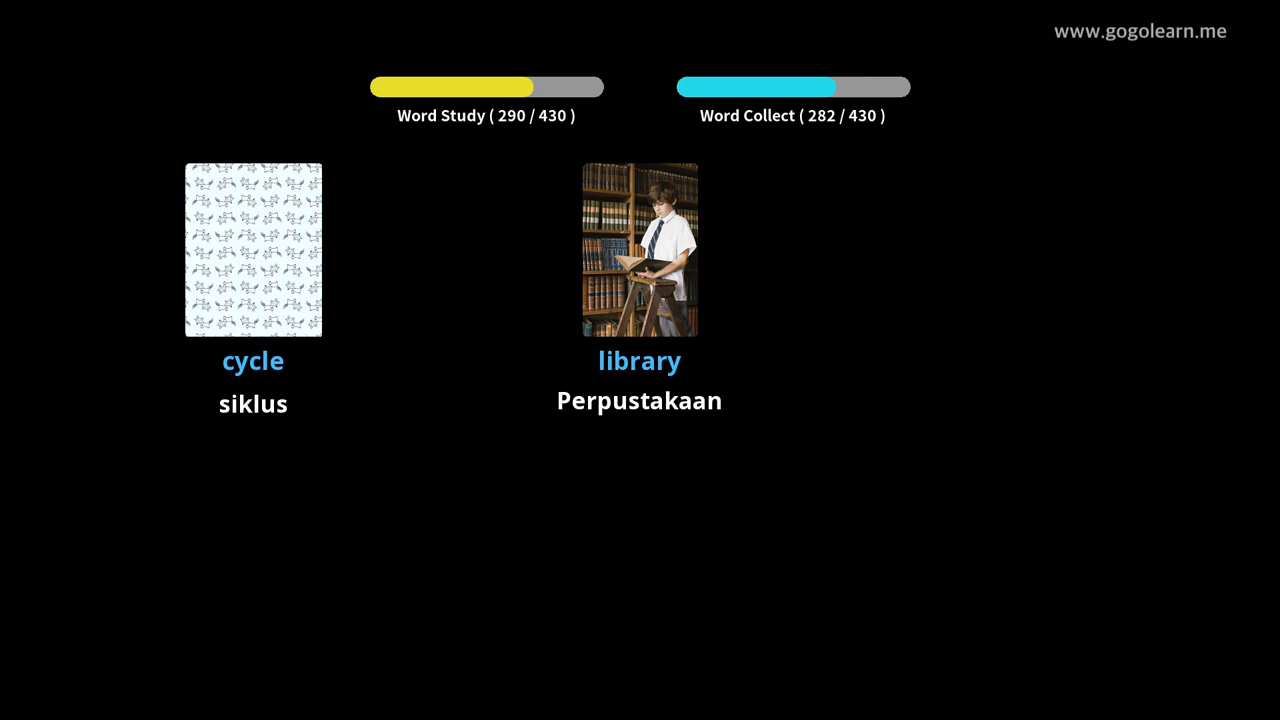 www.gogolearn.me
Word Study ( 290 / 430 )
Word Collect ( 282 / 430 )
cycle
siklus
library
Perpustakaan